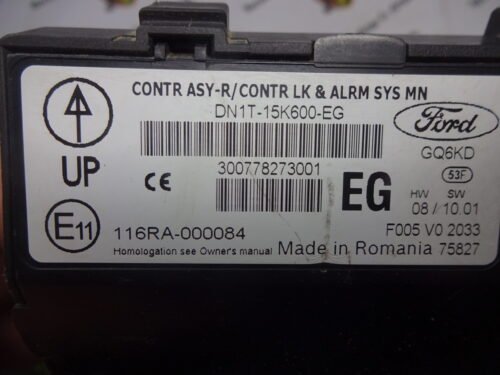 CONTR ASY-R/CONTR LK & ALRM SYS MN
DN1T-15K600-EG
Ford
GQ6KD
UP
300778273001
53F
CE
EG
HW SW
08 / 10.01
E11
116RA-000084
F005 V0 2033
Homologation see Owner's manual Made in Romania 75827